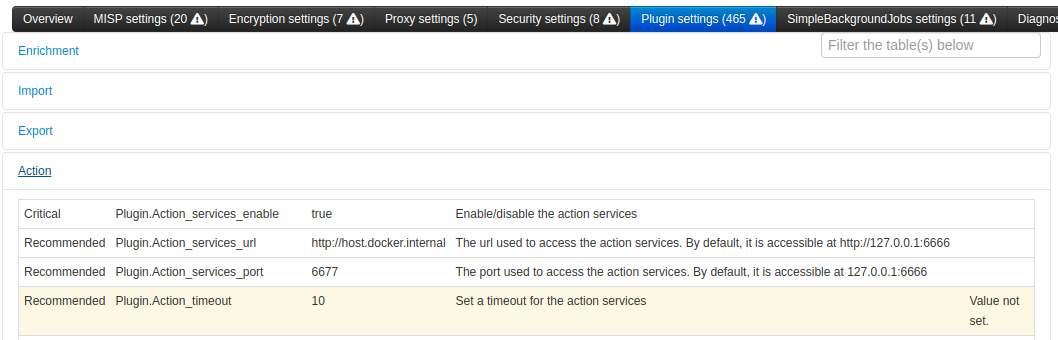 Overview MISP settings (20 ) Encryption settings (7 ) Proxy settings (5) Security settings (8 ) Plugin settings (465 ) SimpleBackgroundJobs settings (11 ) Diagnos
Enrichment Filter the table(s) below
Import
Export
Action
Critical Plugin.Action_services_enable true Enable/disable the action services
Recommended Plugin.Action_services_url http://host.docker.internal The url used to access the action services. By default, it is accessible at http://127.0.0.1:6666
Recommended Plugin.Action_services_port 6677 The port used to access the action services. By default, it is accessible at 127.0.0.1:6666
Recommended Plugin.Action_timeout 10 Set a timeout for the action services Value not
set.